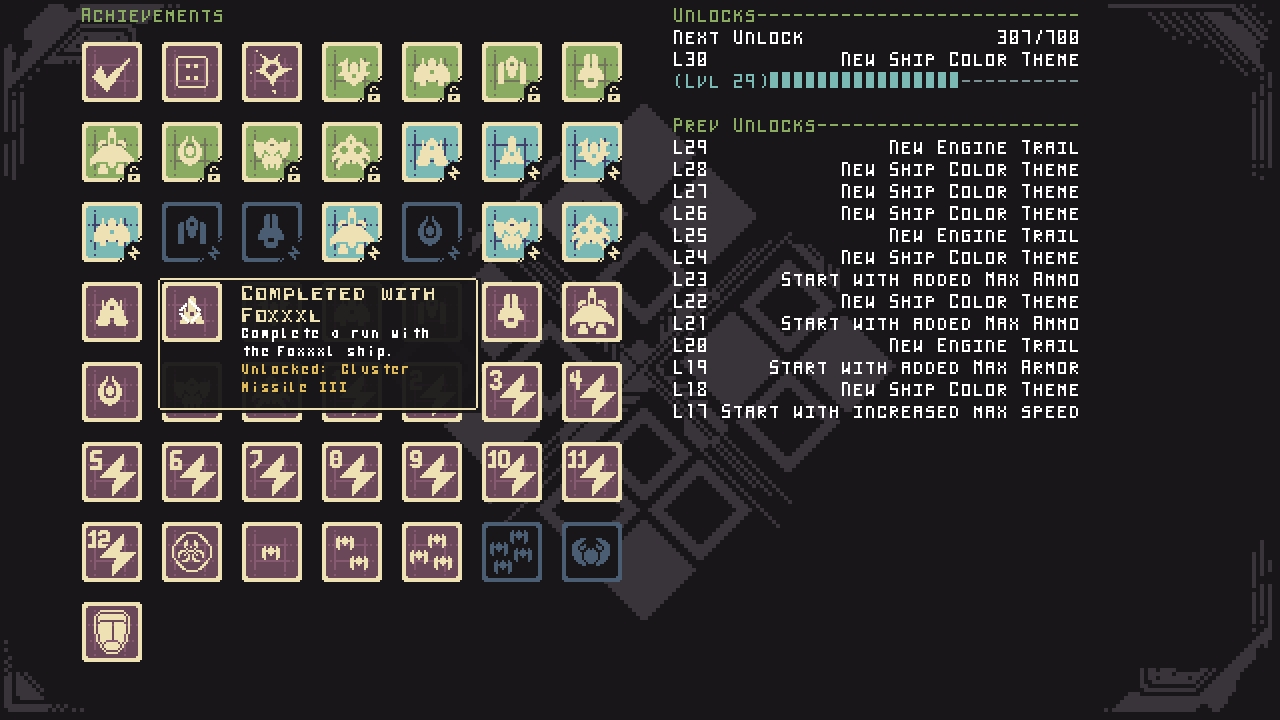 Achievements
Completed with
Foxxxl
Complete a run with
the Foxxxl ship.
Unlocked: Cluster
Missile III
2
3
4
5
6
7
8
9
10
11
12
Unlocks
Next Unlock 307/700
L30 New Ship Color Theme
(Lvl 29)
Prev Unlocks
L29 New Engine Trail
L28 New Ship Color Theme
L27 New Ship Color Theme
L26 New Ship Color Theme
L25 New Engine Trail
L24 New Ship Color Theme
L23 Start with added Max Ammo
L22 New Ship Color Theme
L21 Start with added Max Ammo
L20 New Engine Trail
L19 Start with added Max Armor
L18 New Ship Color Theme
L17 Start with increased max speed